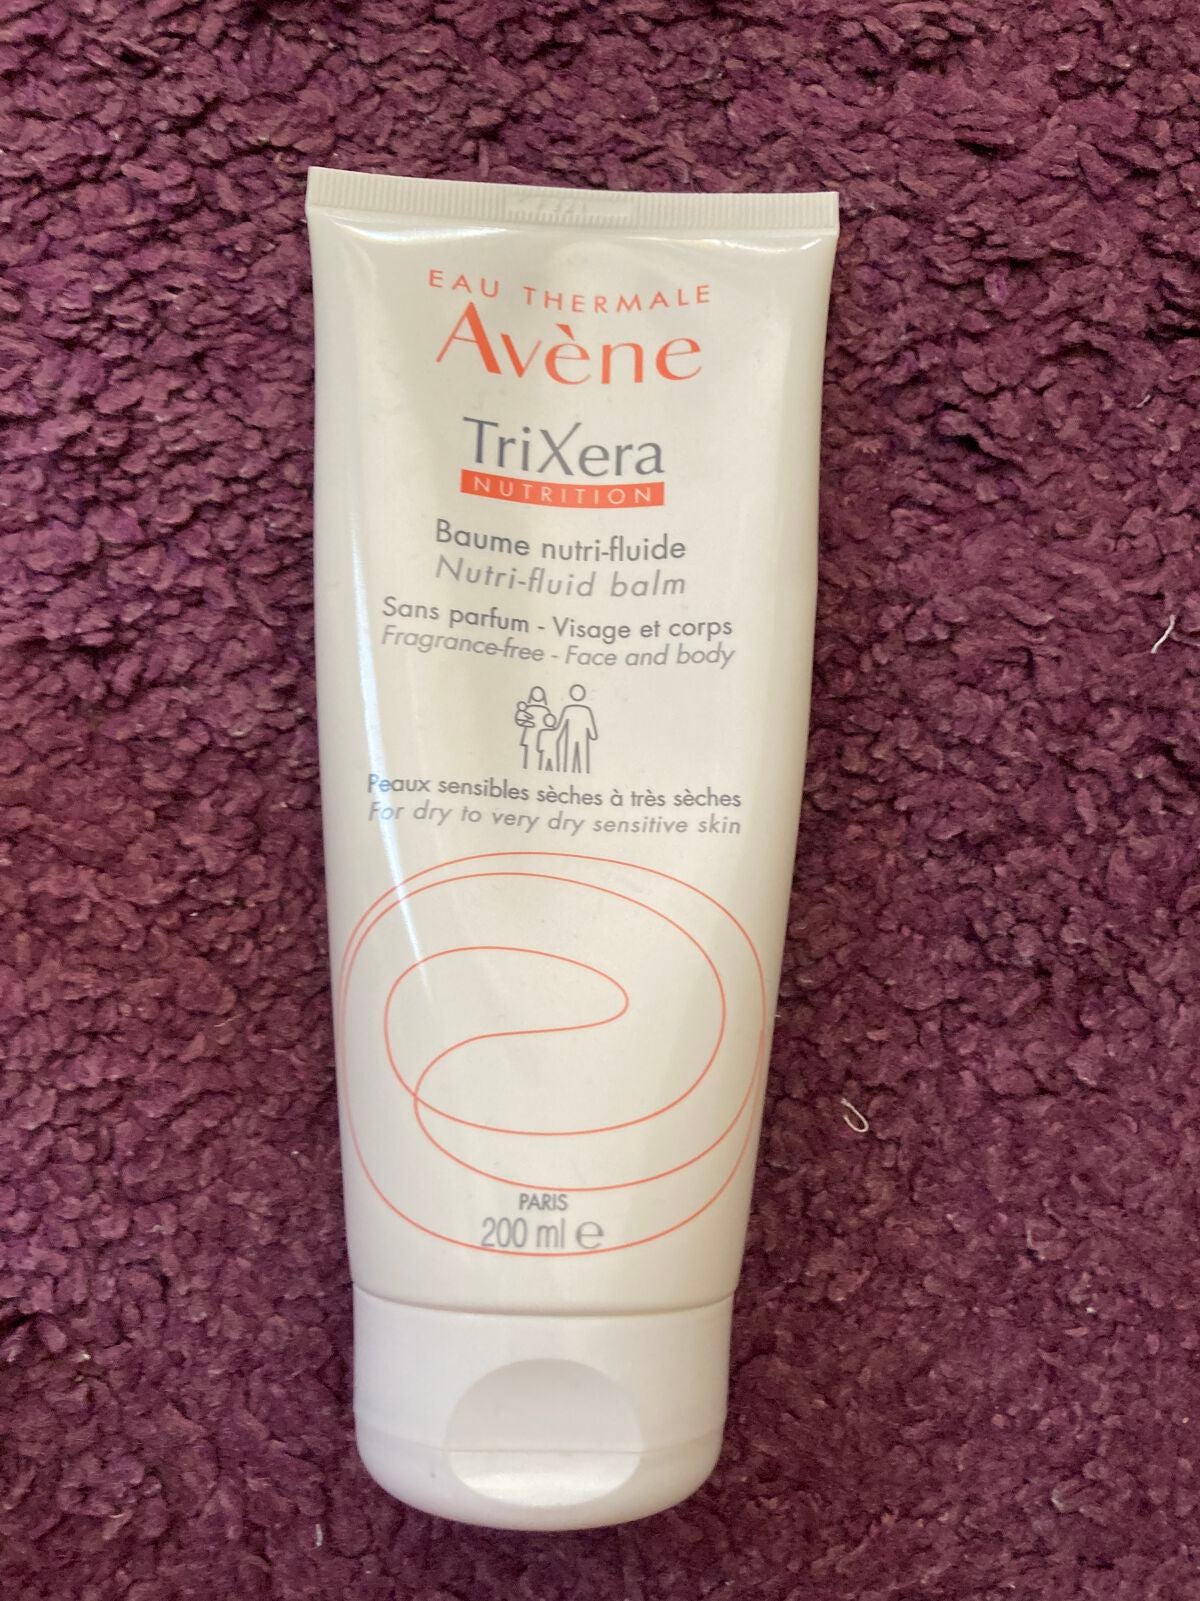 EAU THERMALE
Avène
TriXera
NUTRITION
Baume nutri-fluide
Nutri-fluid balm
Sans parfum - Visage et corps
Fragrance-free - Face and body
Peaux sensibles sèches à très sèches
For dry to very dry sensitive skin
PARIS
200 ml e